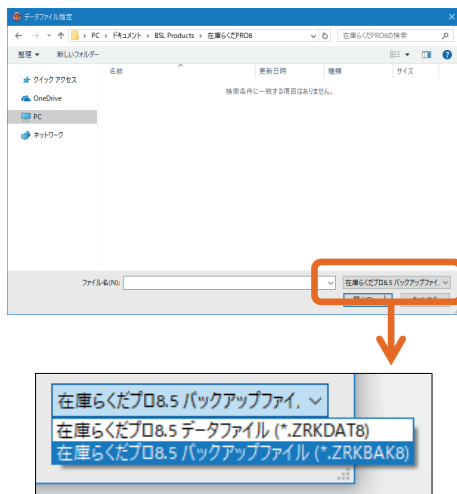 データファイル指定
PC › ドキュメント › BSL Products › 在庫らくだPRO8
在庫らくだPRO8の検索
整理 ▼ 新しいフォルダー
名前 更新日時 種類 サイズ
検索条件に一致する項目はありません。
クイック アクセス
OneDrive
PC
ネットワーク
ファイル名(N):
在庫らくだプロ8.5 バックアップファイ,
在庫らくだプロ8.5 バックアップファイ,
在庫らくだプロ8.5 データファイル (*.ZRKDAT8)
在庫らくだプロ8.5 バックアップファイル (*.ZRKBAK8)